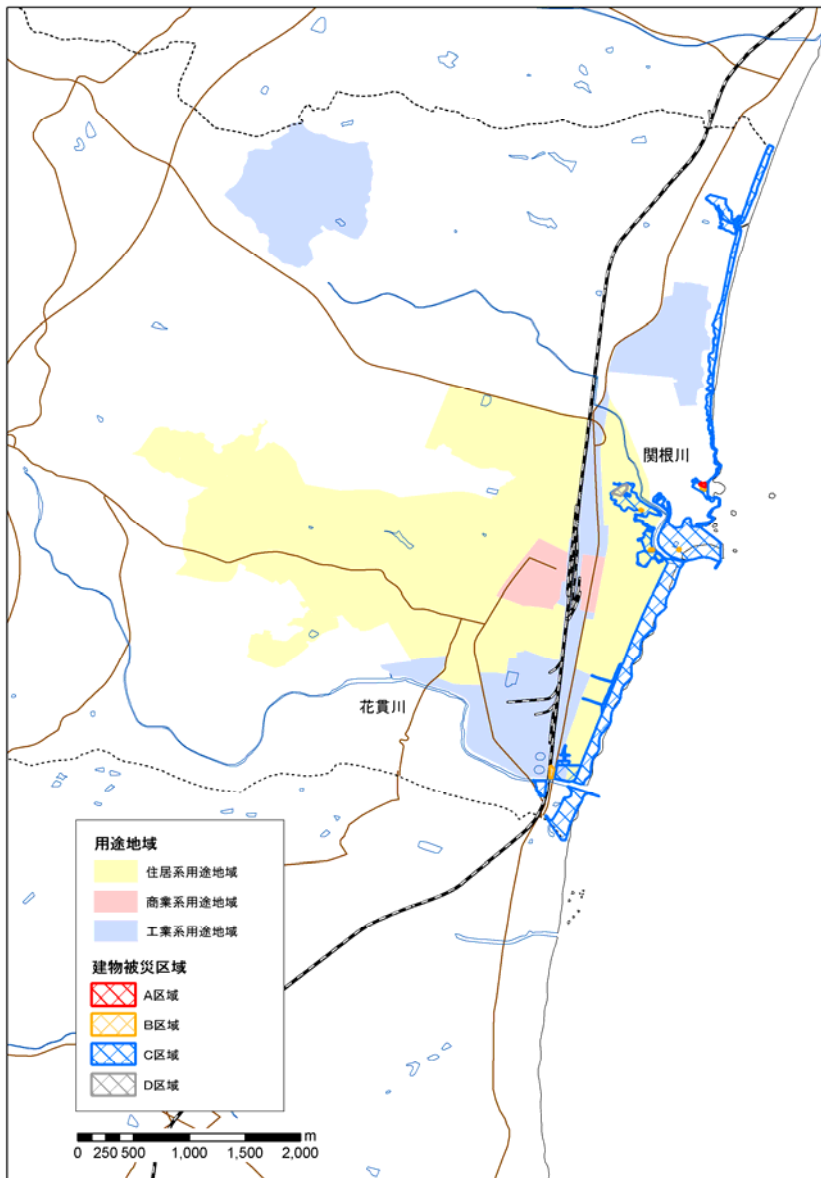 関根川
花貫川
用途地域
住居系用途地域
商業系用途地域
工業系用途地域
建物被災区域
A区域
B区域
C区域
D区域
m
0 250 500 1,000 1,500 2,000